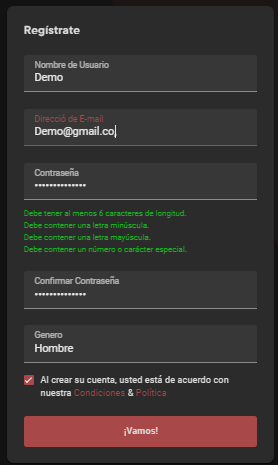 Regístrate
Nombre de Usuario
Demo
Direcció de E-mail
Demo@gmail.co,
Contraseña
••••••••••••••
Debe tener al menos 6 caracteres de longitud.
Debe contener una letra minúscula.
Debe contener una letra mayúscula.
Debe contener un número o carácter especial.
Confirmar Contraseña
••••••••••••••
Genero
Hombre
Al crear su cuenta, usted está de acuerdo con
nuestra Condiciones & Política
¡Vamos!